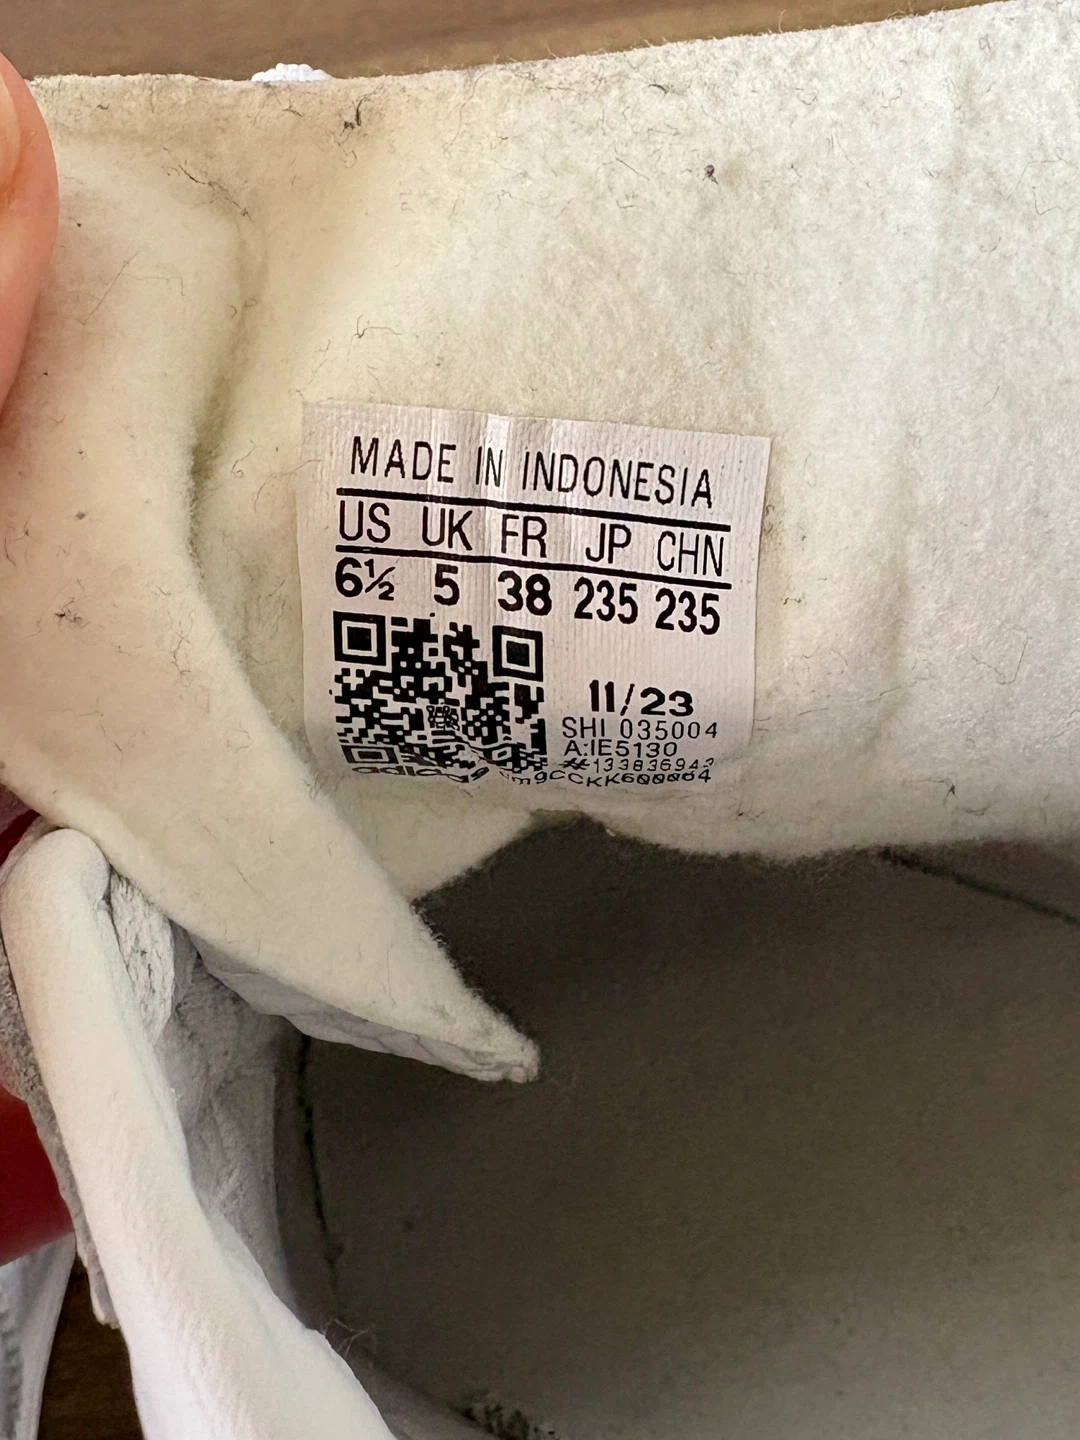 MADE IN INDONESIA
US UK FR JP CHN
6½ 5 38 235 235
11/23
SHI 035004
A:IE5130
adidas